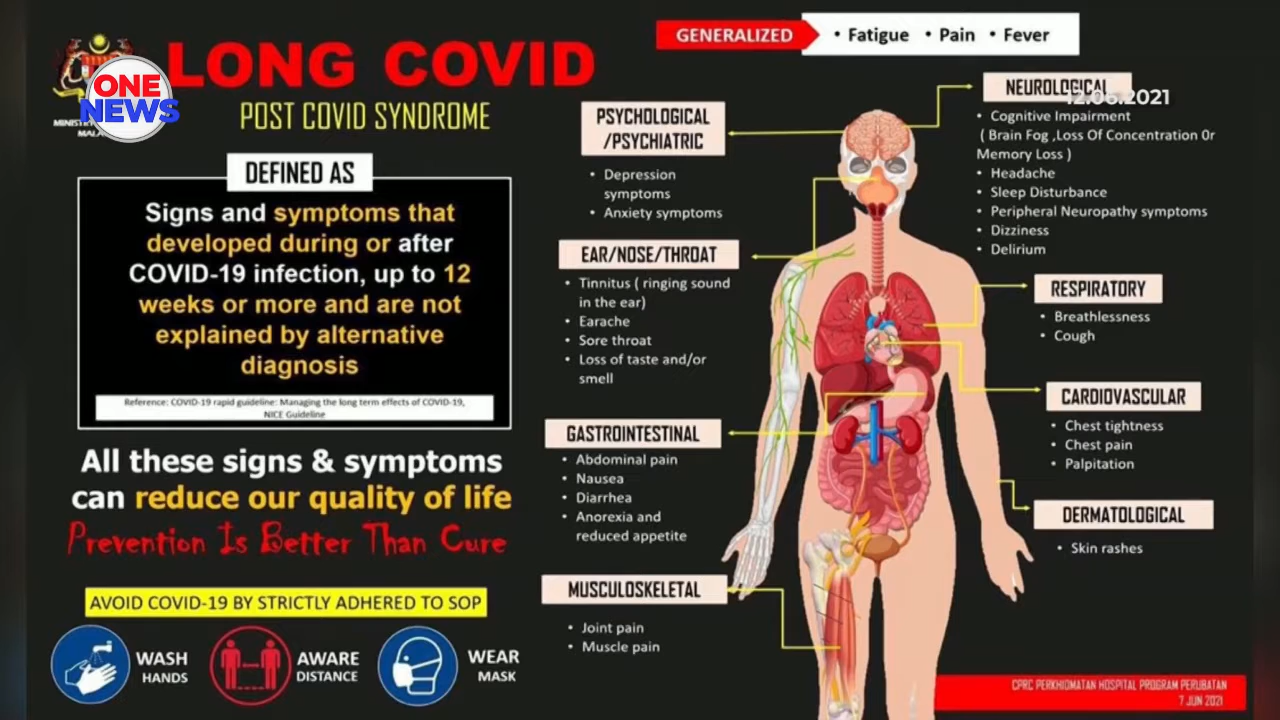 ONE
NEWS
LONG COVID
POST COVID SYNDROME
DEFINED AS
Signs and symptoms that
developed during or after
COVID-19 infection, up to 12
weeks or more and are not
explained by alternative
diagnosis
Reference: COVID-19 rapid guideline: Managing the long term effects of COVID-19,
NICE Guideline
All these signs & symptoms
can reduce our quality of life
Prevention Is Better Than Cure
AVOID COVID-19 BY STRICTLY ADHERED TO SOP
WASH
HANDS
AWARE
DISTANCE
WEAR
MASK
GENERALIZED
• Fatigue • Pain • Fever
PSYCHOLOGICAL
/PSYCHIATRIC
• Depression
symptoms
• Anxiety symptoms
EAR/NOSE/THROAT
• Tinnitus ( ringing sound
in the ear)
• Earache
• Sore throat
• Loss of taste and/or
smell
GASTROINTESTINAL
• Abdominal pain
• Nausea
• Diarrhea
• Anorexia and
reduced appetite
MUSCULOSKELETAL
• Joint pain
• Muscle pain
NEUROLOGICAL
12.06.2021
• Cognitive Impairment
( Brain Fog ,Loss Of Concentration 0r
Memory Loss )
• Headache
• Sleep Disturbance
• Peripheral Neuropathy symptoms
• Dizziness
• Delirium
RESPIRATORY
• Breathlessness
• Cough
CARDIOVASCULAR
• Chest tightness
• Chest pain
• Palpitation
DERMATOLOGICAL
• Skin rashes
CPRC PERKHIDMATAN HOSPITAL PROGRAM PERUBATAN
7 JUN 2021